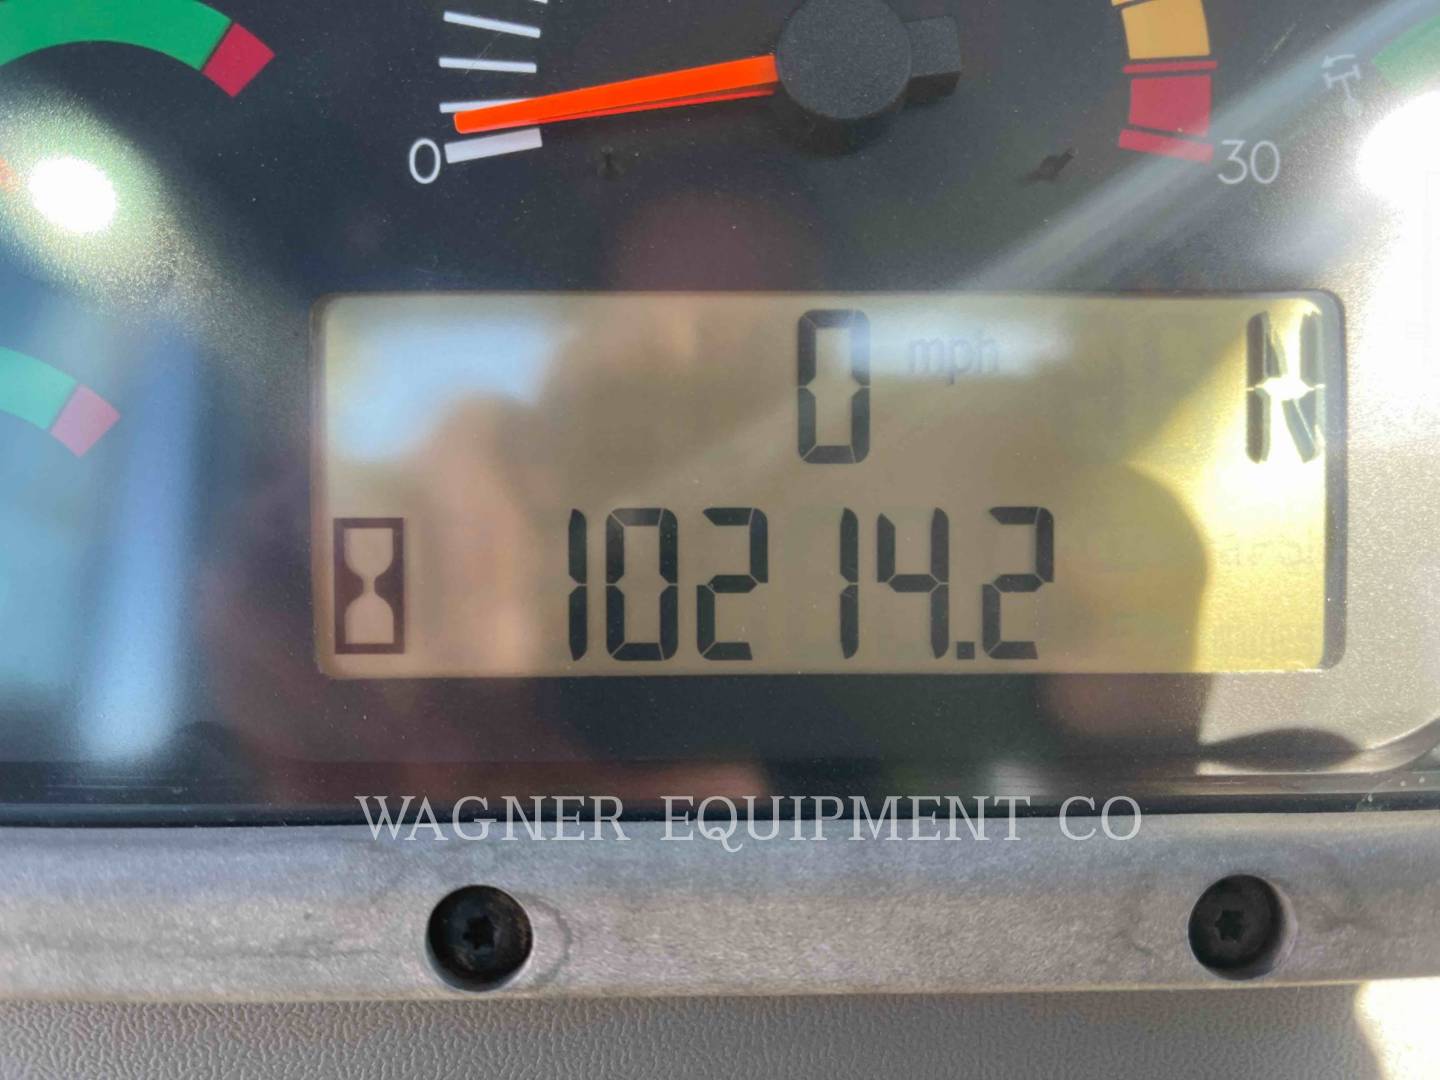 0 30
0 mph N
10214.2
WAGNER EQUIPMENT CO